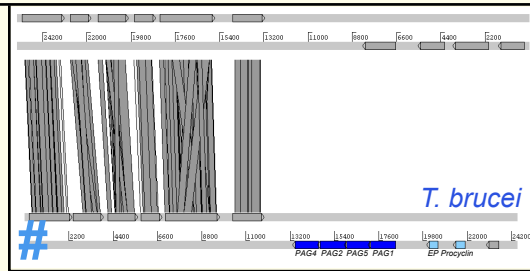 24200 22000 19800 17600 15400 13200 11000 8800 6600 4400 2200
T. brucei
#
2200 4400 6600 8800 11000 13200 15400 17600 19800 22000 24200
PAG4 PAG2 PAG5 PAG1 EP Procyclin